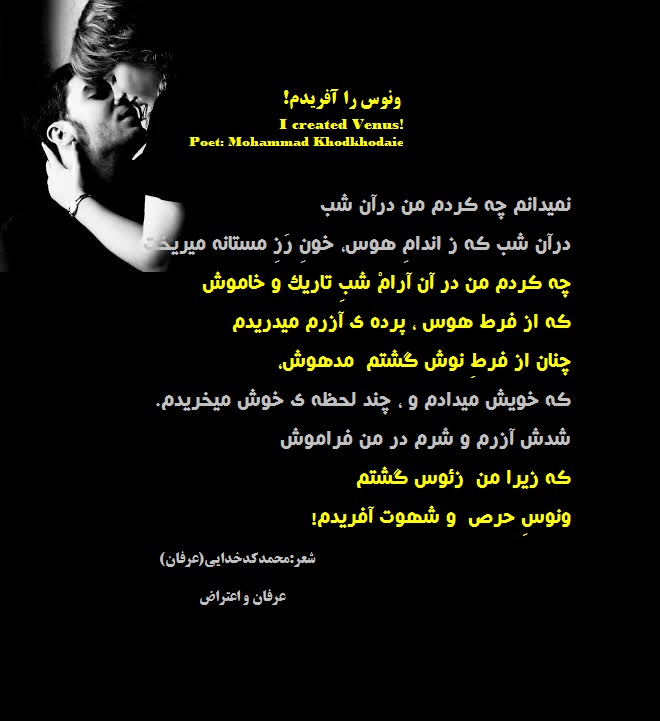 ونوس را آفریدم!
I created Venus!
Poet: Mohammad Khodkhodaie
نمیدانم چه کردم من درآن شب
درآن شب که ز اندامِ هوس، خونِ رَزِ مستانه میریخت
چه کردم من در آن آرامْ شبِ تاریك و خاموش
که از فرط هوس ، پرده ی آزرم میدریدم
چنان از فرطِ نوش گشتم مدهوش،
که خویش میدادم و ، چند لحظه ی خوش میخریدم.
شدش آزرم و شرم در من فراموش
که زیرا من زئوس گشتم
ونوسِ حرص و شهوت آفریدم!
شعر:محمدکدخدایی(عرفان)
عرفان و اعتراض